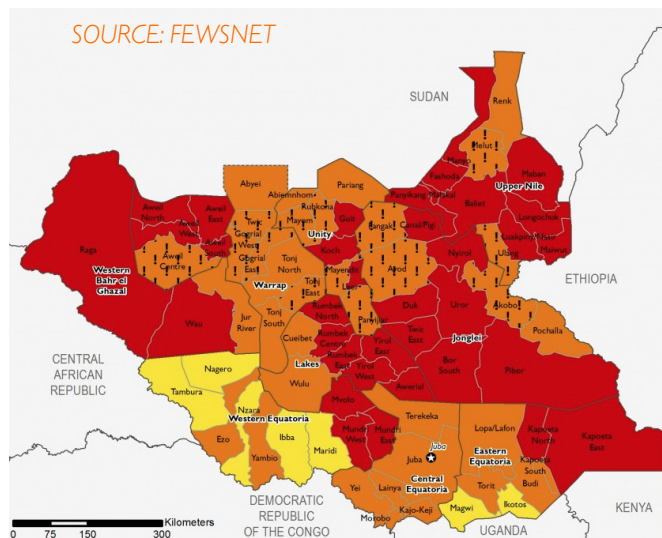 SOURCE: FEWSNET
SUDAN
Renk
Melut
Manyo
Fashoda
Maban
Abyei
Pariang
Upper Nile
Abiemnhom
Rubkona
Panyikang
Malakal
Baliet
Aweil
North
Aweil
East
Twic
Mayom
Guit
Fangak
Canal/Pigi
Longochuk
Aweil
West
Unity
Luakpiny/Nasir
Maiwut
Gogrial
West
Aweil
South
Koch
Nyirol
Ulang
Raga
Aweil
Centre
Gogrial
East
Tonj
North
Mayendit
Ayod
ETHIOPIA
Western
Bahr el
Ghazal
Warrap
Tonj
East
Leer
Panyijiar
Rumbek
North
Duk
Uror
Akobo
Wau
Jur
River
Tonj
South
Rumbek
Centre
Twic
East
Pochalla
Cueibet
Yirol
East
Jonglei
Rumbek
East
CENTRAL
AFRICAN
REPUBLIC
Lakes
Yirol
West
Bor
South
Pibor
Nagero
Wulu
Awerial
Tambura
Mvolo
Nzara
Western Equatoria
Terekeka
Mundri
West
Mundri
East
Lopa/Lafon
Kapoeta
North
Kapoeta
East
Ezo
Ibba
Maridi
Juba
Juba
Eastern
Equatoria
Kapoeta
South
Yambio
Budi
Yei
Lainya
Central
Equatoria
Torit
Ikotos
Morobo
Kajo-Keji
Magwi
DEMOCRATIC
REPUBLIC
OF THE CONGO
UGANDA
KENYA
Kilometers
0 75 150 300